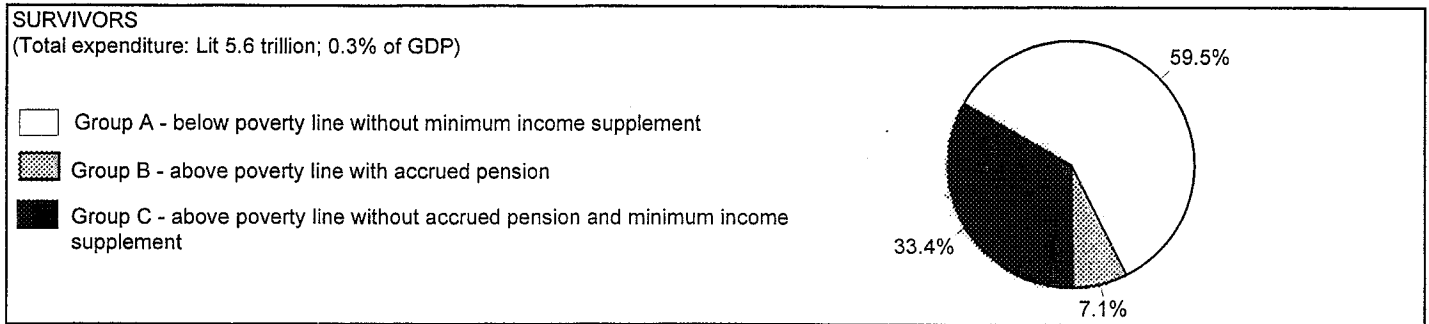 SURVIVORS
(Total expenditure: Lit 5.6 trillion; 0.3% of GDP)
59.5%
Group A - below poverty line without minimum income supplement
Group B - above poverty line with accrued pension
Group C - above poverty line without accrued pension and minimum income
supplement
33.4%
7.1%